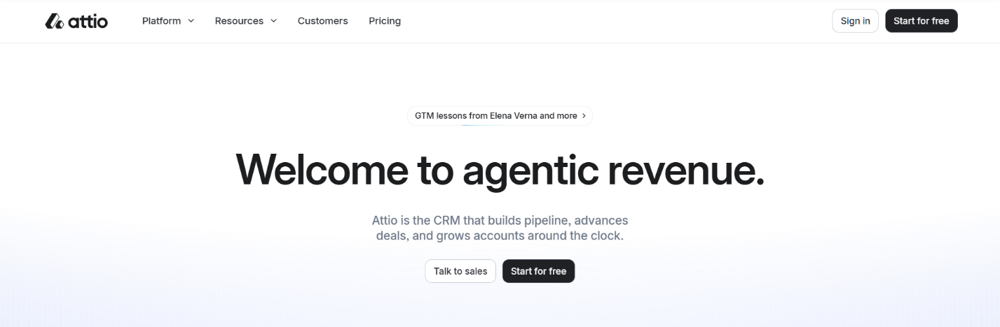 attio
Platform
Resources
Customers
Pricing
Sign in
Start for free
GTM lessons from Elena Verna and more
Welcome to agentic revenue.
Attio is the CRM that builds pipeline, advances
deals, and grows accounts around the clock.
Talk to sales
Start for free